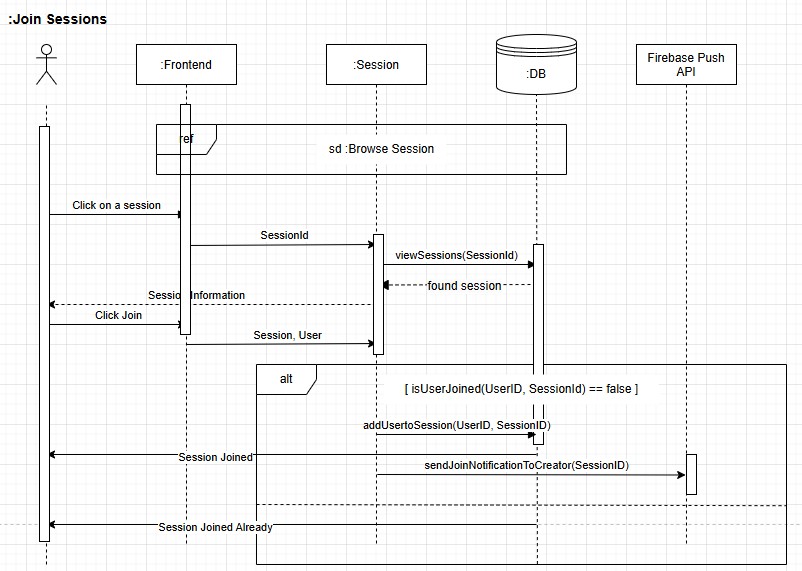 :Join Sessions
:Frontend
:Session
:DB
Firebase Push
API
ref
sd :Browse Session
Click on a session
SessionId
viewSessions(SessionId)
found session
Session Information
Click Join
Session, User
alt
[ isUserJoined(UserID, SessionId) == false ]
addUsertoSession(UserID, SessionID)
Session Joined
sendJoinNotificationToCreator(SessionID)
Session Joined Already